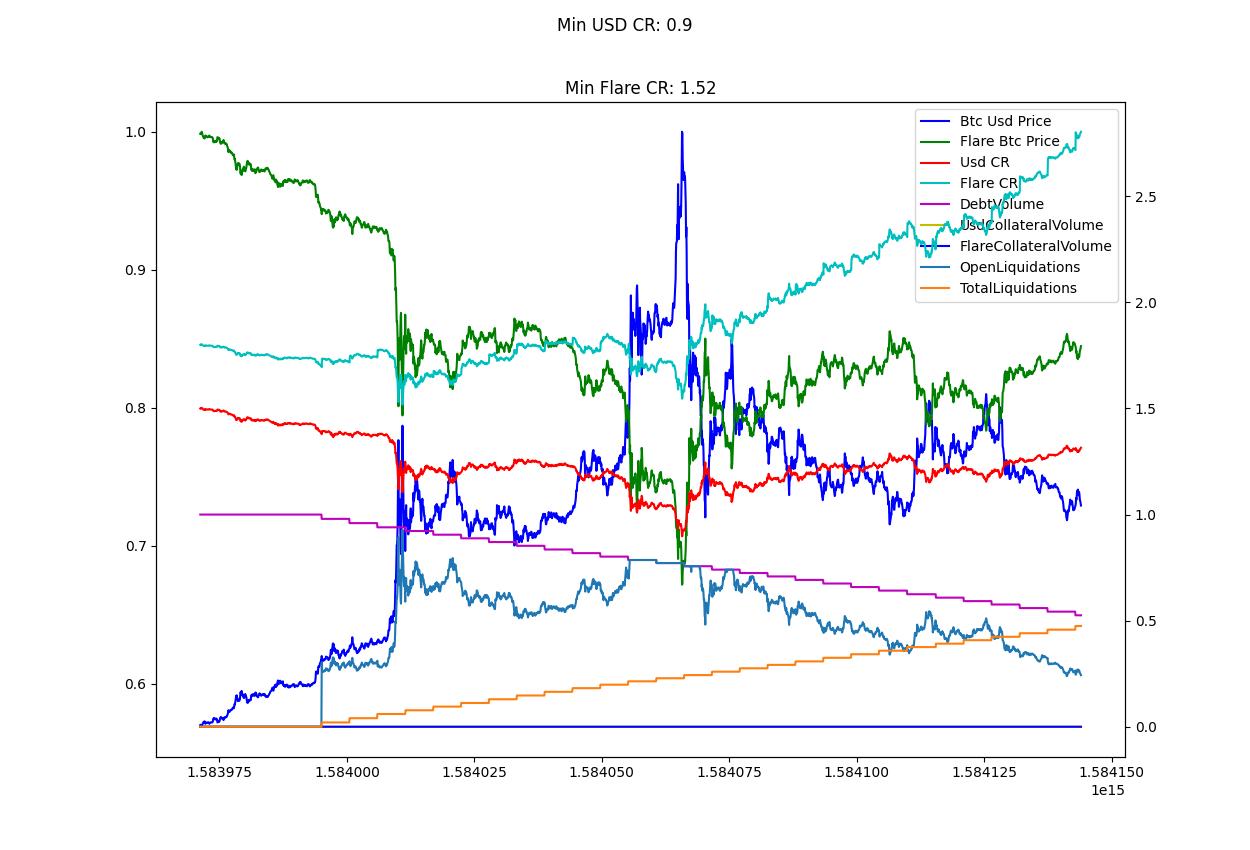 Min USD CR: 0.9
Min Flare CR: 1.52
Btc Usd Price
Flare Btc Price
Usd CR
Flare CR
DebtVolume
UsdCollateralVolume
FlareCollateralVolume
OpenLiquidations
TotalLiquidations
1.0
0.9
0.8
0.7
0.6
2.5
2.0
1.5
1.0
0.5
0.0
1.583975 1.584000 1.584025 1.584050 1.584075 1.584100 1.584125 1.584150
1e15